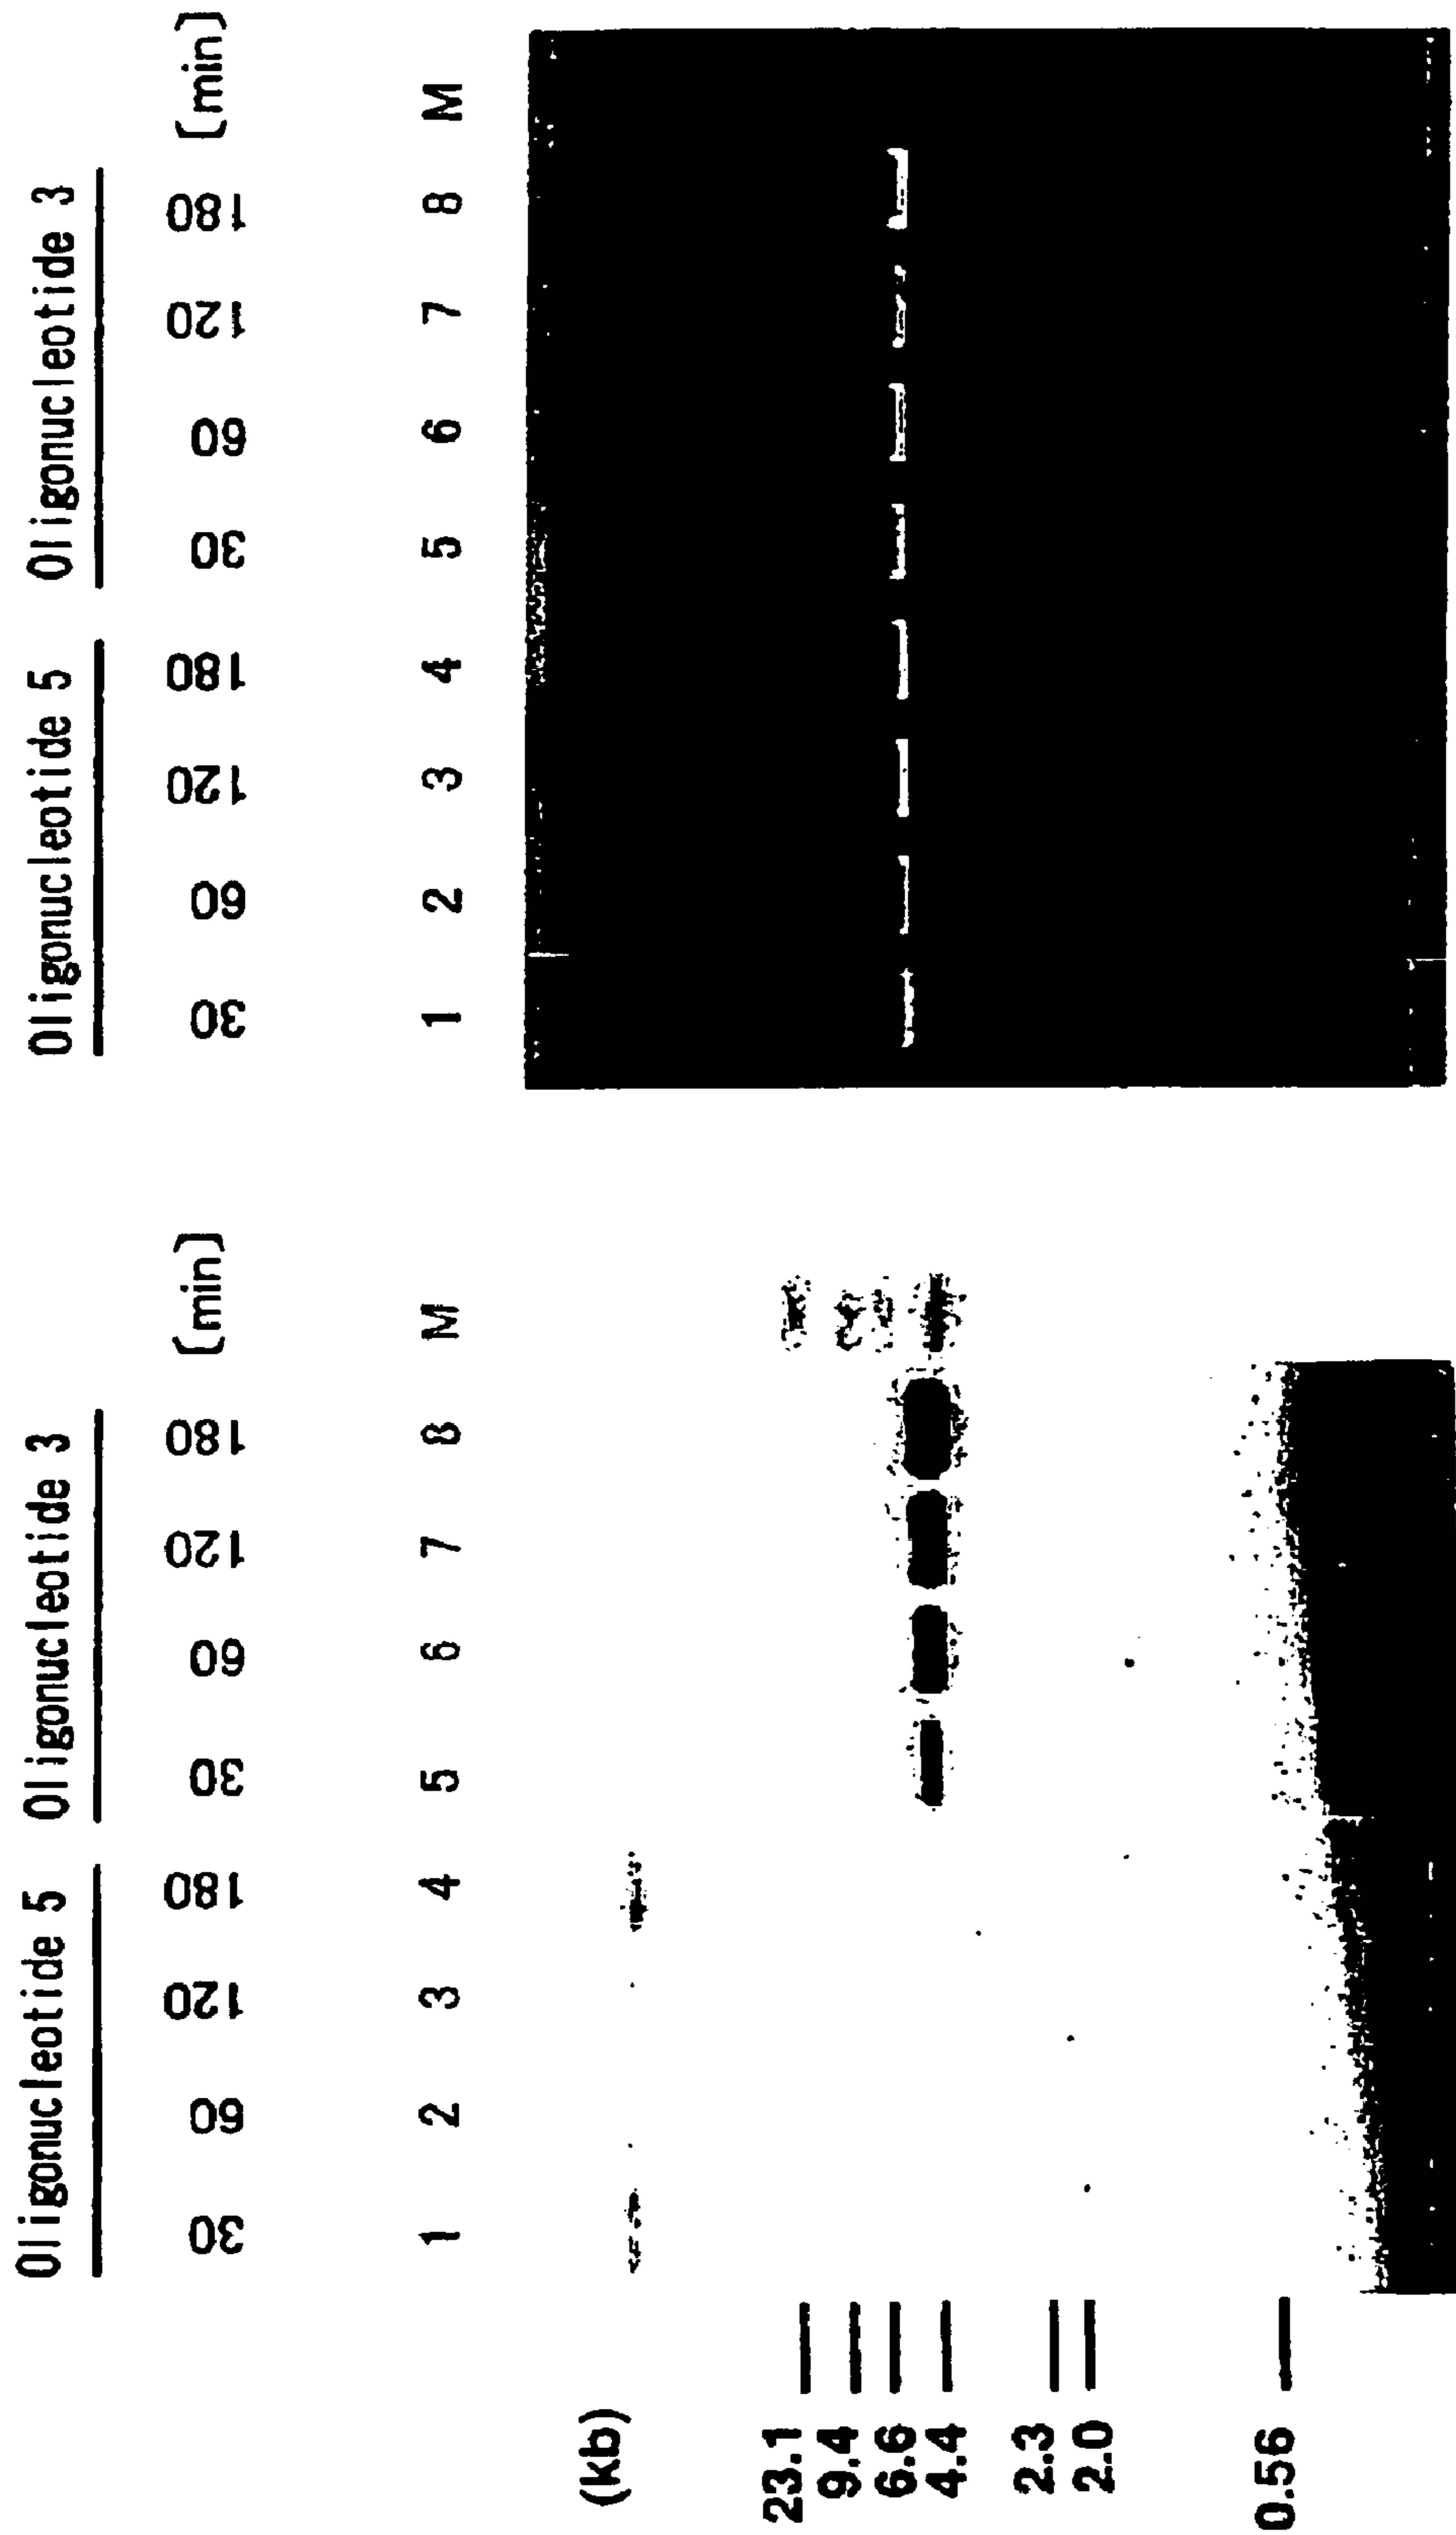 Oligonucleotide 5 Oligonucleotide 3
30 60 120 180 30 60 120 180 (min)
1 2 3 4 5 6 7 8 M
(kb)
23.1
9.4
6.6
4.4
2.3
2.0
0.56
Oligonucleotide 5 Oligonucleotide 3
30 60 120 180 30 60 120 180 (min)
1 2 3 4 5 6 7 8 M